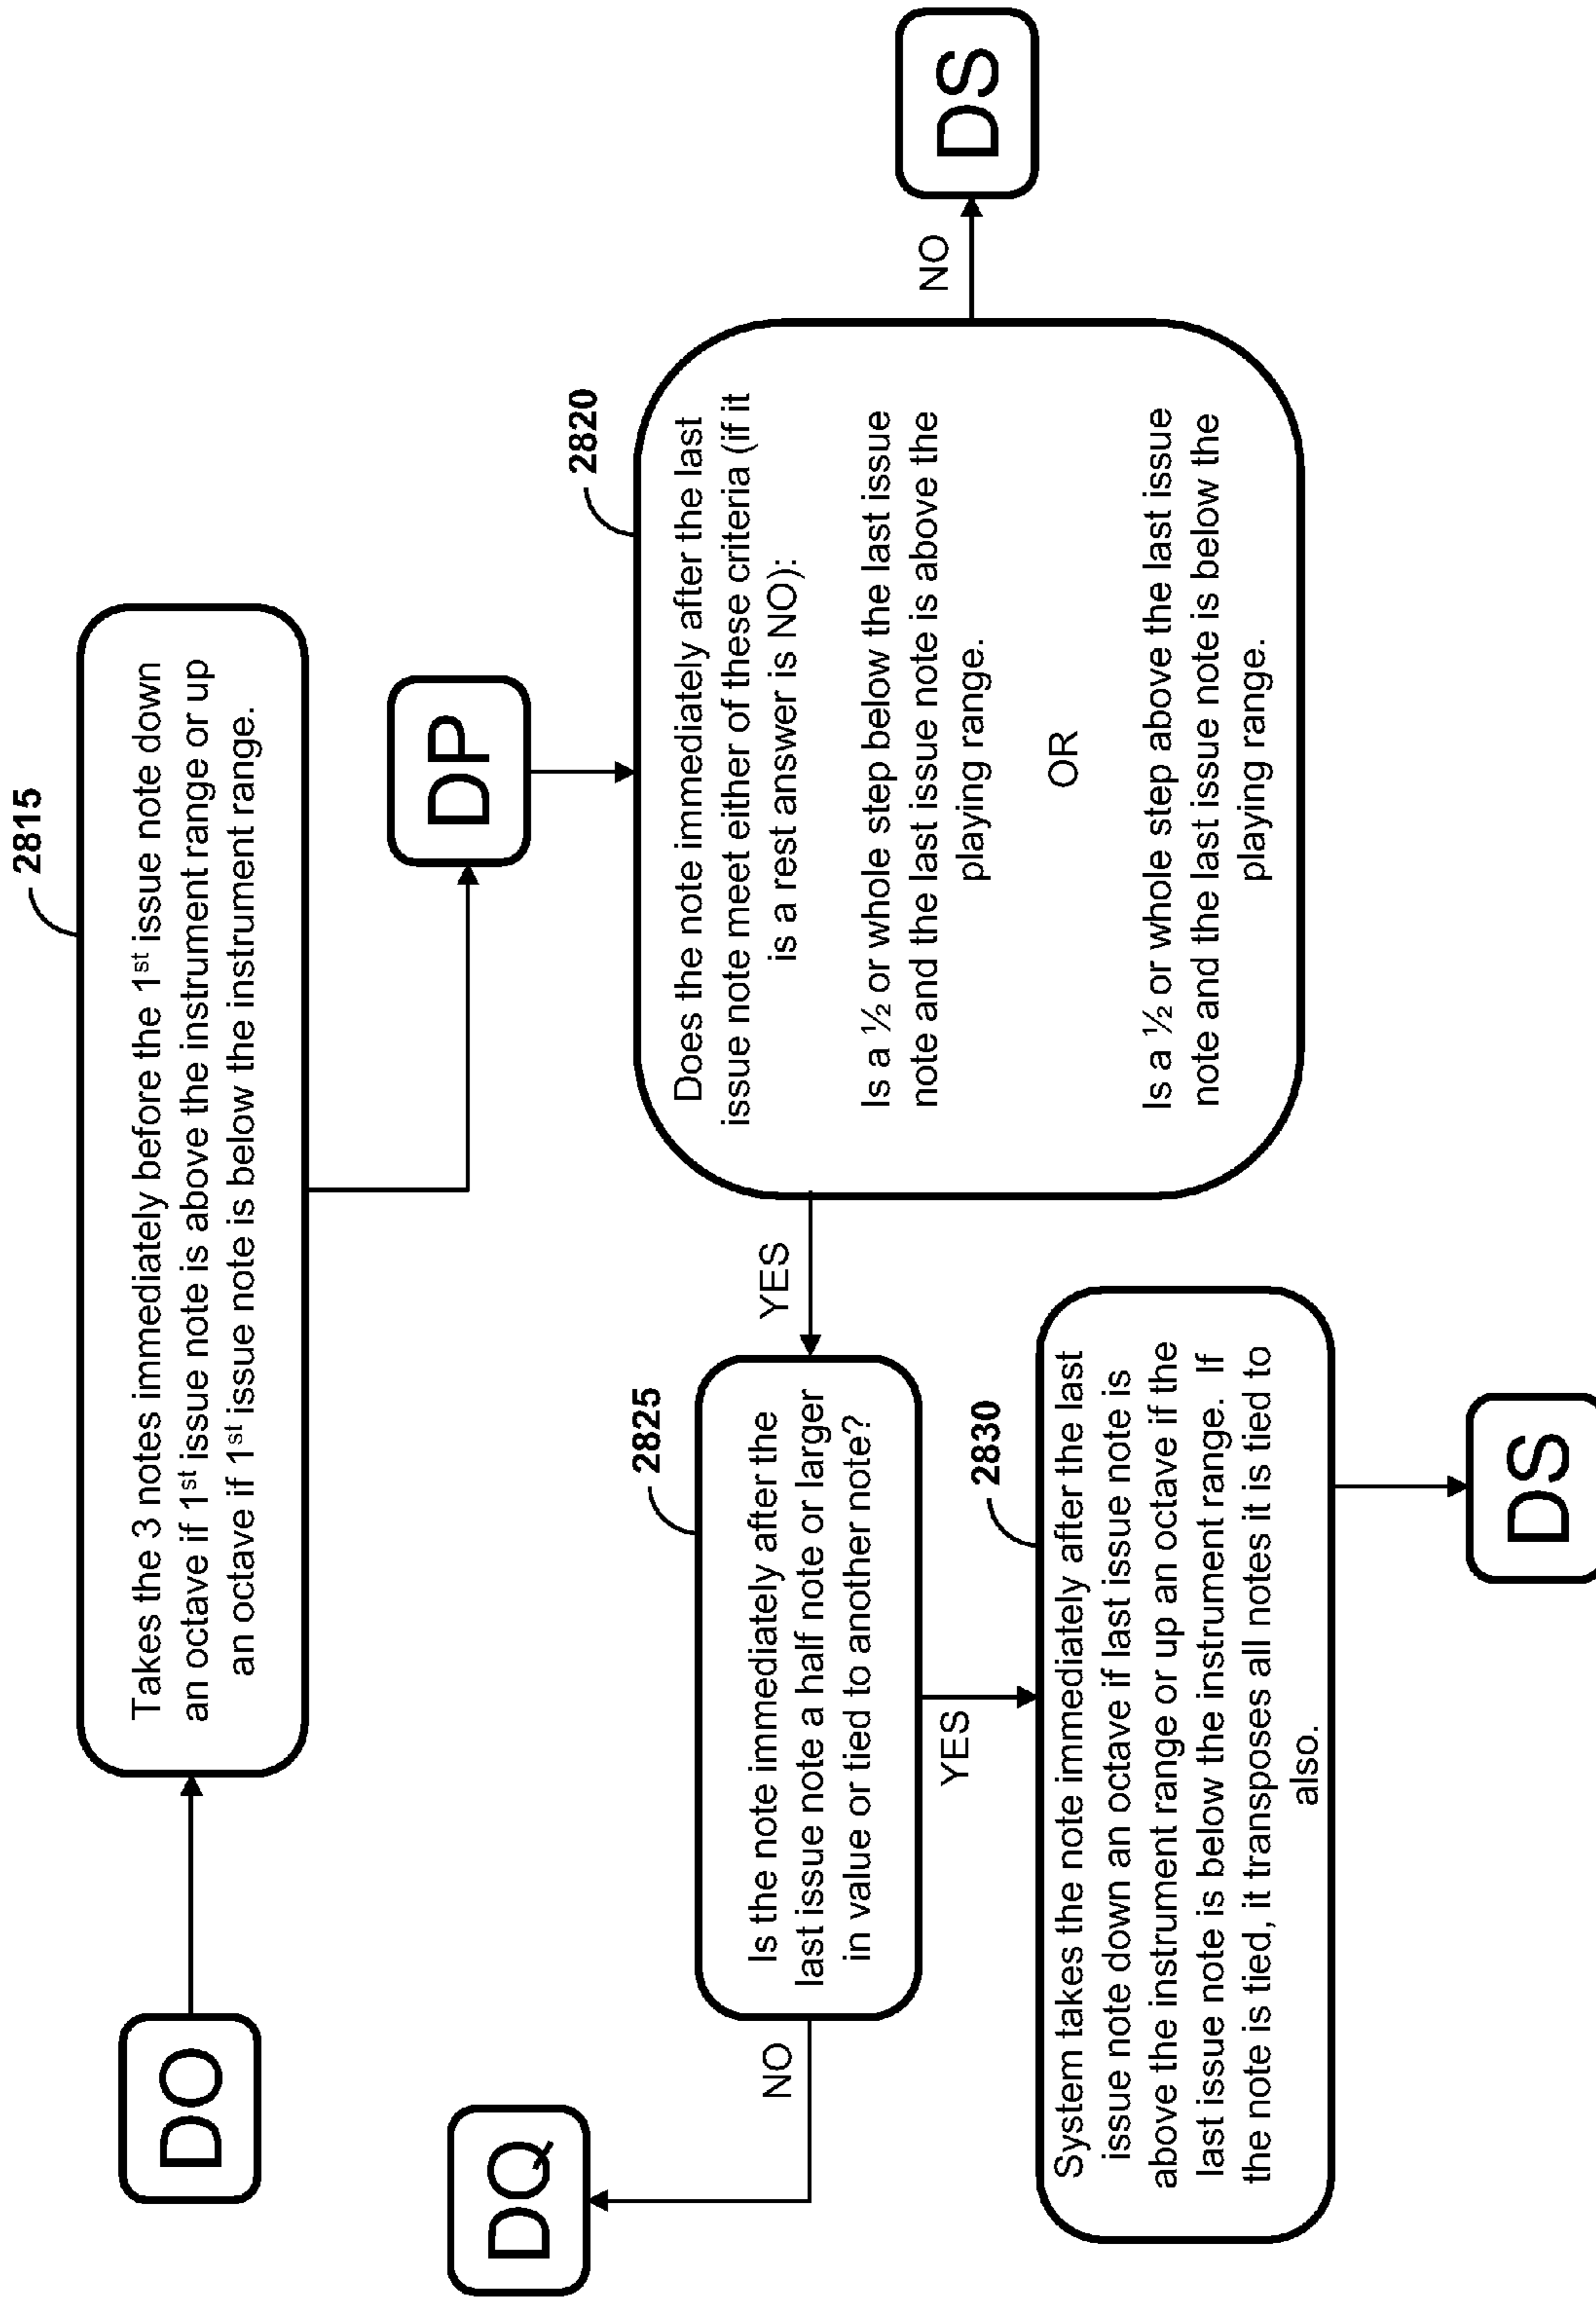 2815
DO
Takes the 3 notes immediately before the 1st issue note down
an octave if 1st issue note is above the instrument range or up
an octave if 1st issue note is below the instrument range.
DP
2820
Does the note immediately after the last
issue note meet either of these criteria (if it
is a rest answer is NO):
Is a ½ or whole step below the last issue
note and the last issue note is above the
playing range.
OR
Is a ½ or whole step above the last issue
note and the last issue note is below the
playing range.
NO
DS
YES
2825
Is the note immediately after the
last issue note a half note or larger
in value or tied to another note?
NO
DQ
YES
2830
System takes the note immediately after the last
issue note down an octave if last issue note is
above the instrument range or up an octave if the
last issue note is below the instrument range. If
the note is tied, it transposes all notes it is tied to
also.
DS